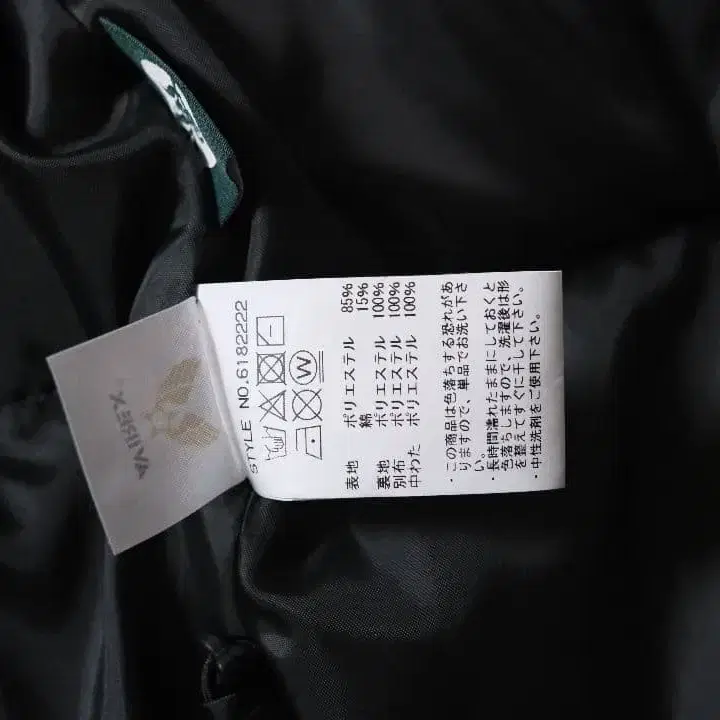 AVIREX
STYLE NO.6182222
表地 ポリエステル 85%
綿 15%
裏地 ポリエステル 100%
別布 ポリエステル 100%
中わた ポリエステル 100%
・この商品は色落ちする恐れがあ
りますので、単品でお洗い下さ
い。
・長時間濡れたままにしておくと
色落ちしますので、洗濯後は形
を整えてすぐに干して下さい。
・中性洗剤をご使用下さい。